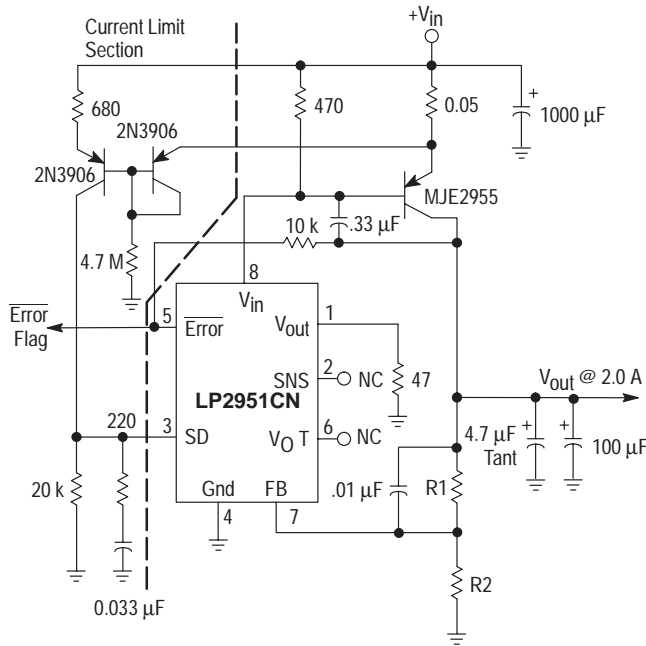 Current Limit
Section
+Vin
680
470
0.05
+
1000 µF
2N3906
2N3906
MJE2955
10 k
.33 µF
4.7 M
8
Vin
Error
Flag
5
Error
Vout
1
SNS
2
NC
47
LP2951CN
Vout @ 2.0 A
220
3
SD
VO T
6
NC
4.7 µF
Tant
+
+
100 µF
20 k
Gnd
FB
.01 µF
R1
4
7
0.033 µF
R2